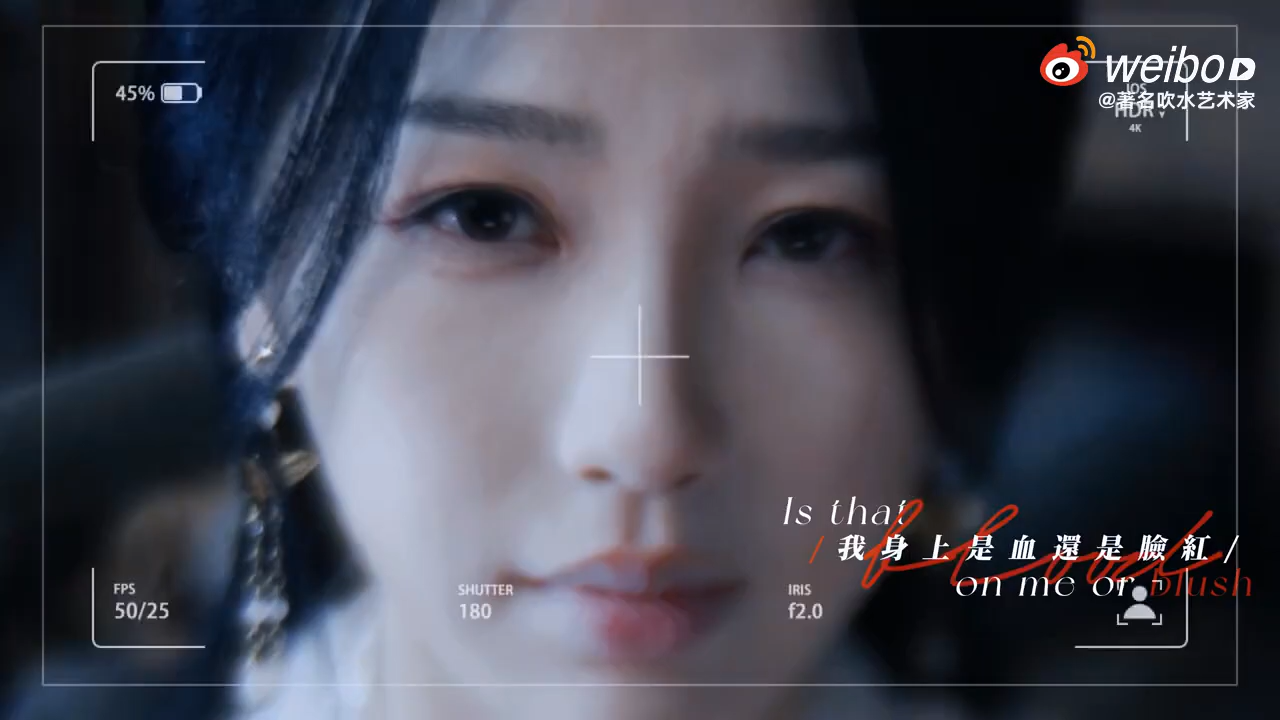 45%
weibo
@著名吹水艺术家
IOS
HDR
4K
Is that
blood
/ 我身上是血還是臉紅 /
on me or blush
FPS
50/25
SHUTTER
180
IRIS
f2.0